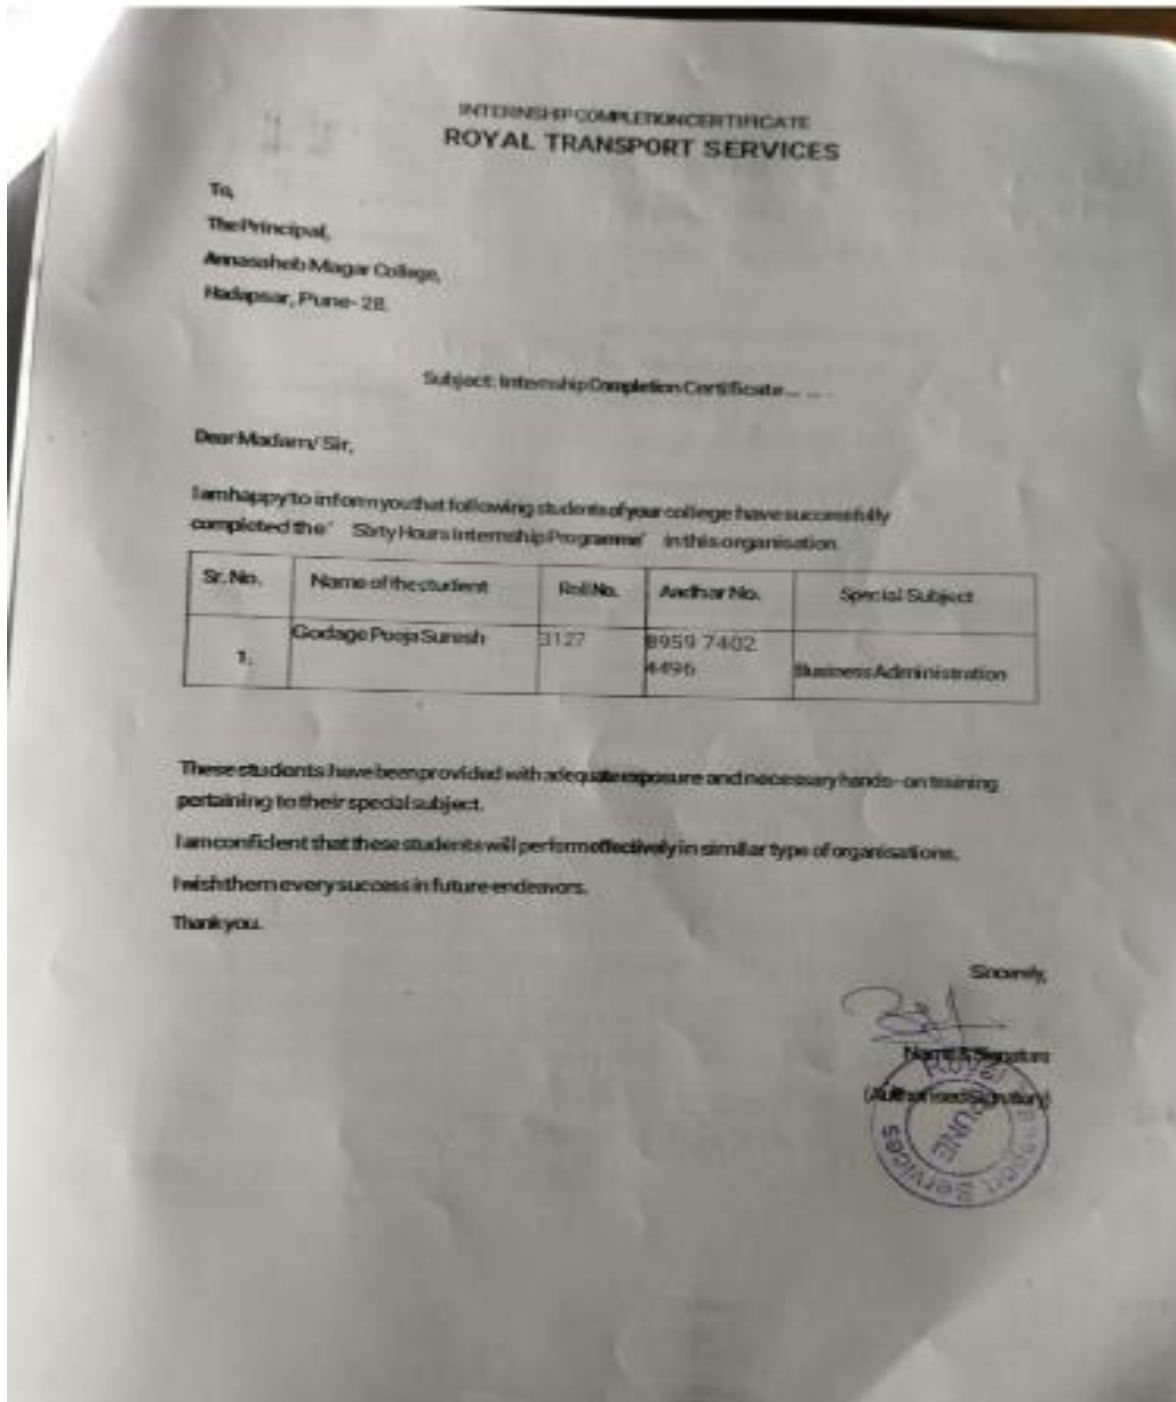 INTERNSHIP COMPLETION CERTIFICATE
ROYAL TRANSPORT SERVICES
To,
The Principal,
Annasaheb Magar College,
Hadapsar, Pune- 28.
Subject: Internship Completion Certificate... ... .
Dear Madam/ Sir,
I am happy to inform you that following students of your college have successfully
completed the ' Sixty Hours Internship Programme' in this organisation.
Sr. No. Name of the student Roll No. Aadhar No. Special Subject
1. Godage Pooja Suresh 3127 8959 7402 4496 Business Administration
These students have been provided with adequate exposure and necessary hands- on training
pertaining to their special subject.
I am confident that these students will perform effectively in similar type of organisations.
I wish them every success in future endeavors.
Thank you.
Sincerely,
Name & Signature
(Authorised Signatory)
Royal Transport Services
PUNE